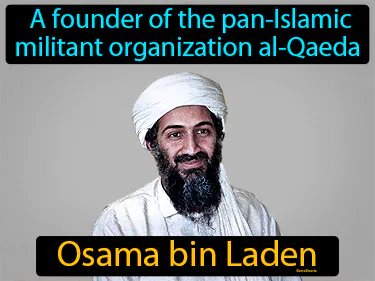 A founder of the pan-Islamic
militant organization al-Qaeda
Osama bin Laden